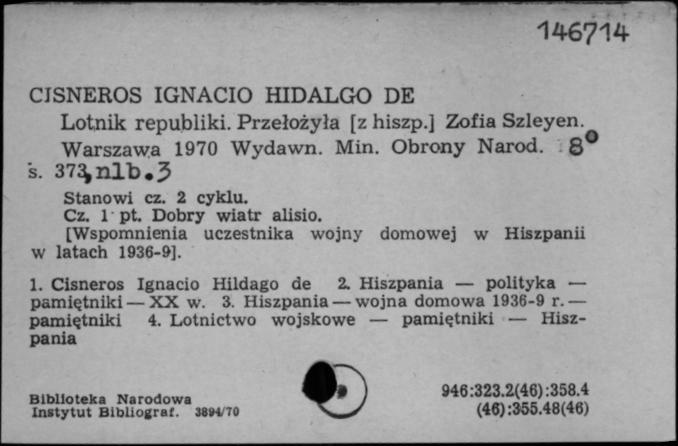 146714
CISNEROS IGNACIO HIDALGO DE
Lotnik republiki. Przełożyła [z hiszp.] Zofia Szleyen.
Warszawa 1970 Wydawn. Min. Obrony Narod. 8°
s. 373, nlb. 3
Stanowi cz. 2 cyklu.
Cz. 1 pt. Dobry wiatr alisio.
[Wspomnienia uczestnika wojny domowej w Hiszpanii
w latach 1936-9].
1. Cisneros Ignacio Hildago de 2. Hiszpania — polityka —
pamiętniki — XX w. 3. Hiszpania — wojna domowa 1936-9 r. —
pamiętniki 4. Lotnictwo wojskowe — pamiętniki — Hisz-
pania
Biblioteka Narodowa
Instytut Bibliograf. 3894/70
946:323.2(46):358.4
(46):355.48(46)